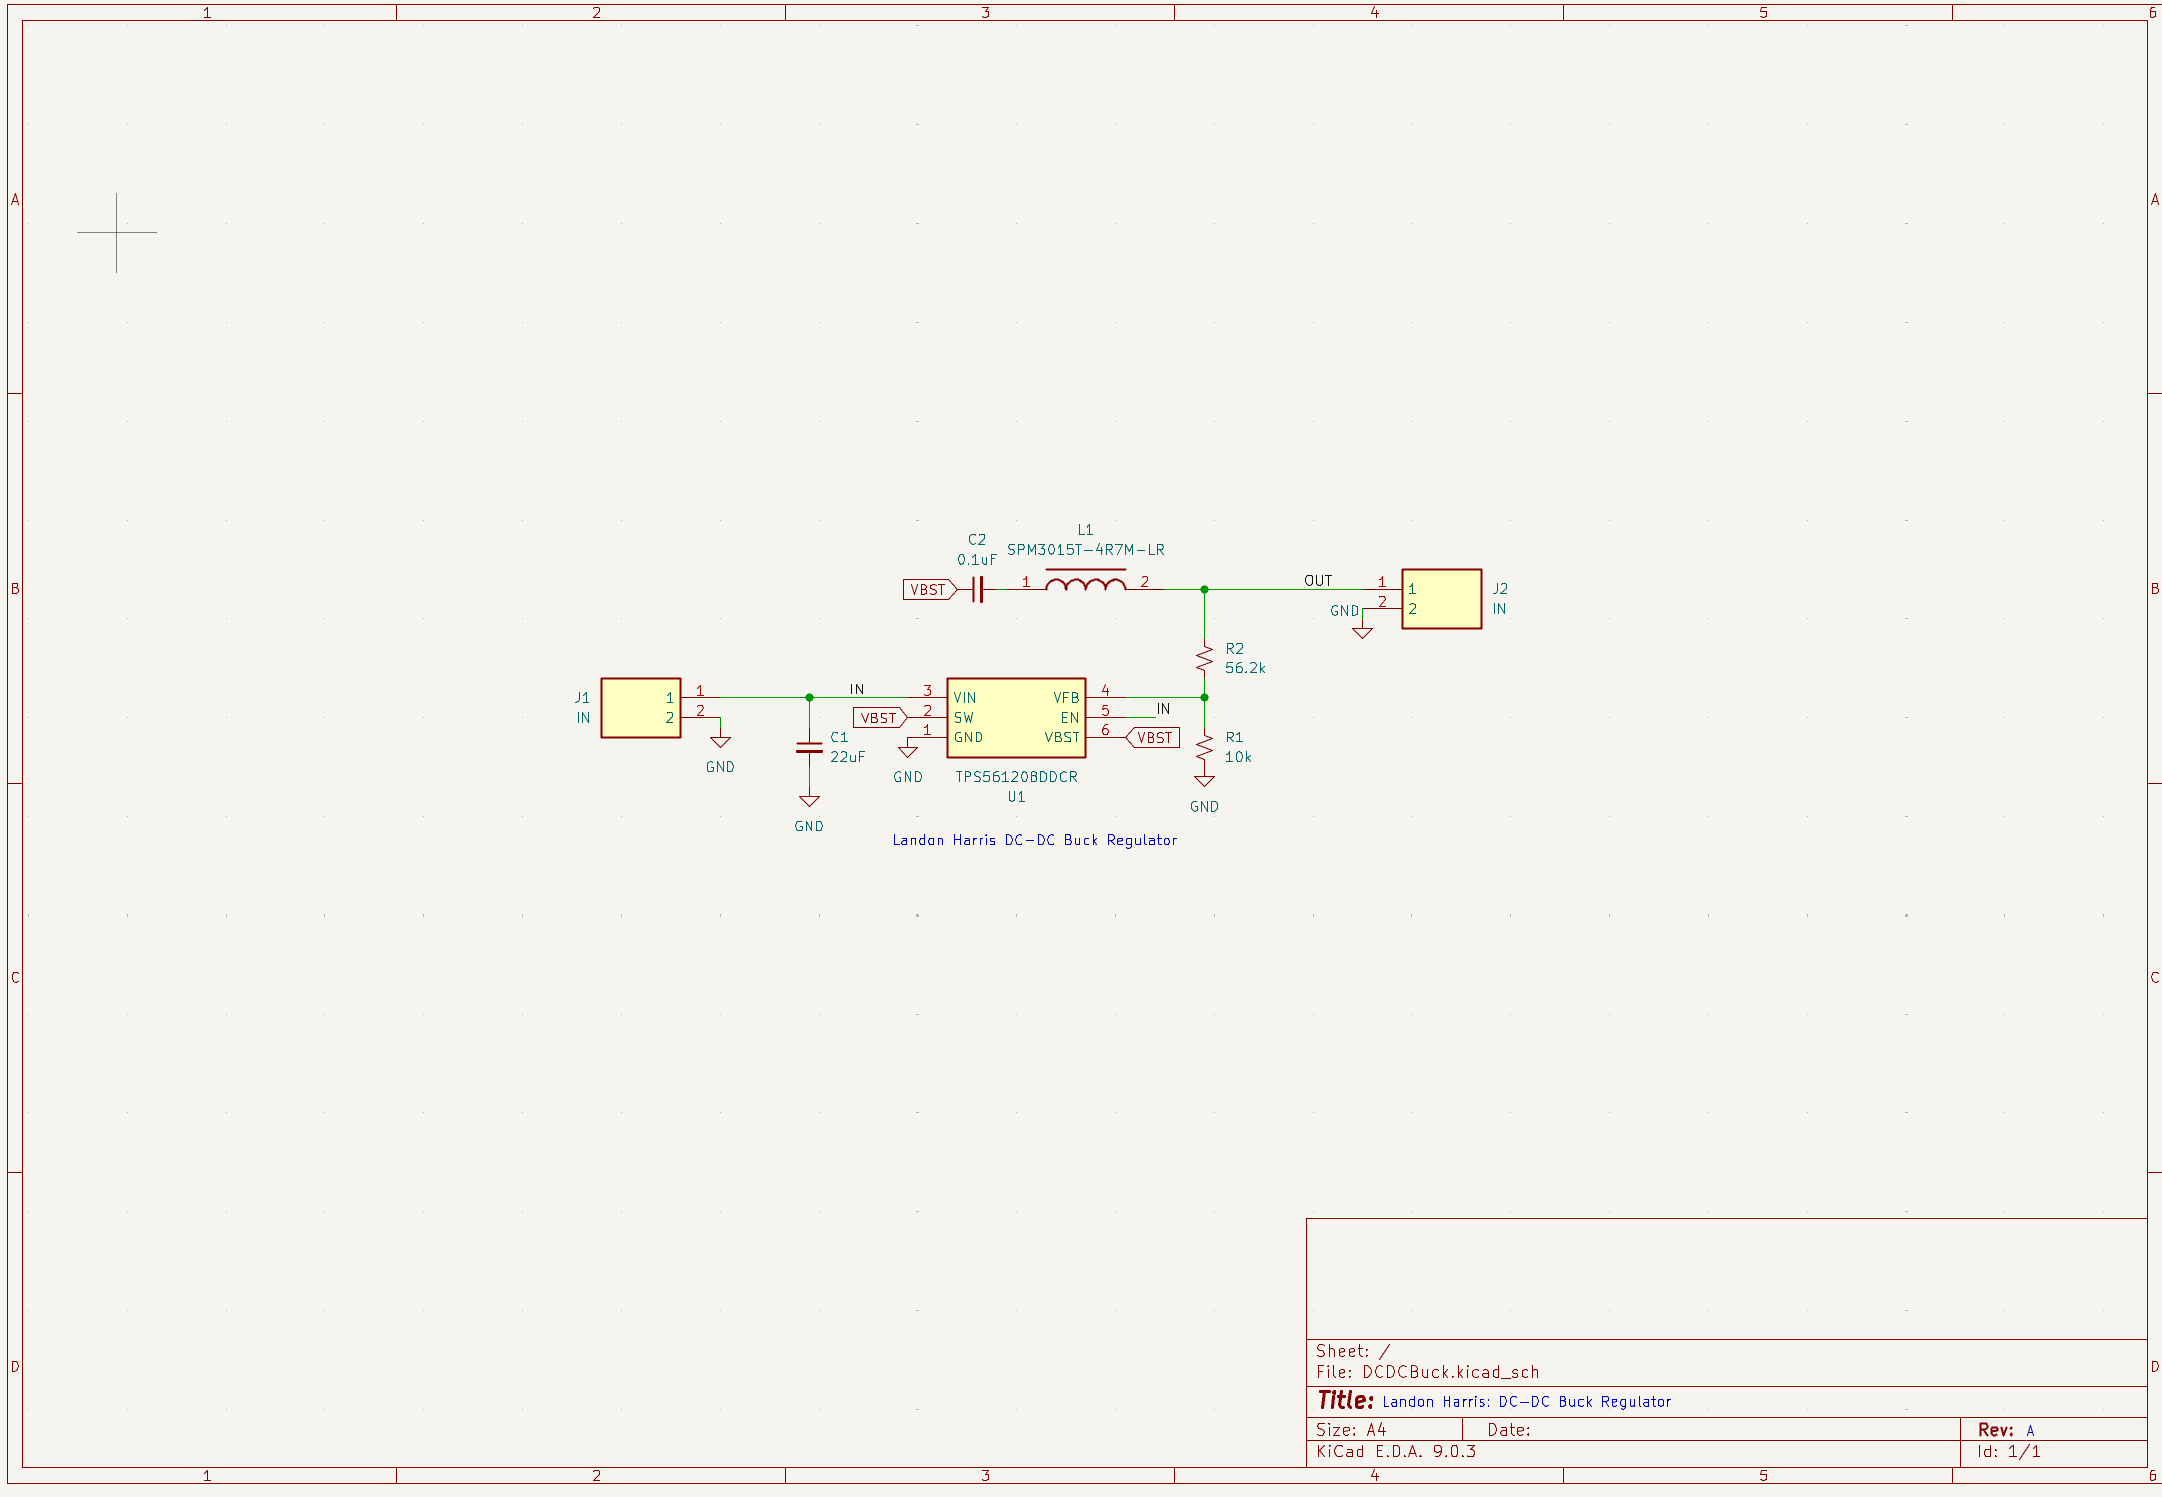 1 2 3 4 5 6
A A
C2
0.1uF
L1
SPM3015T-4R7M-LR
VBST 1 2 OUT 1 1 J2
GND 2 2 IN
B B
R2
56.2k
J1 1 1 IN 3 VIN VFB 4
IN 2 2 VBST 2 SW EN 5 IN
1 GND VBST 6 VBST
C1
22uF
R1
10k
GND GND GND GND
TPS561208DDCR
U1
Landon Harris DC-DC Buck Regulator
C C
Sheet: /
File: DCDCBuck.kicad_sch
D D
Title: Landon Harris: DC-DC Buck Regulator
Size: A4 Date: Rev: A
KiCad E.D.A. 9.0.3 Id: 1/1
1 2 3 4 5 6